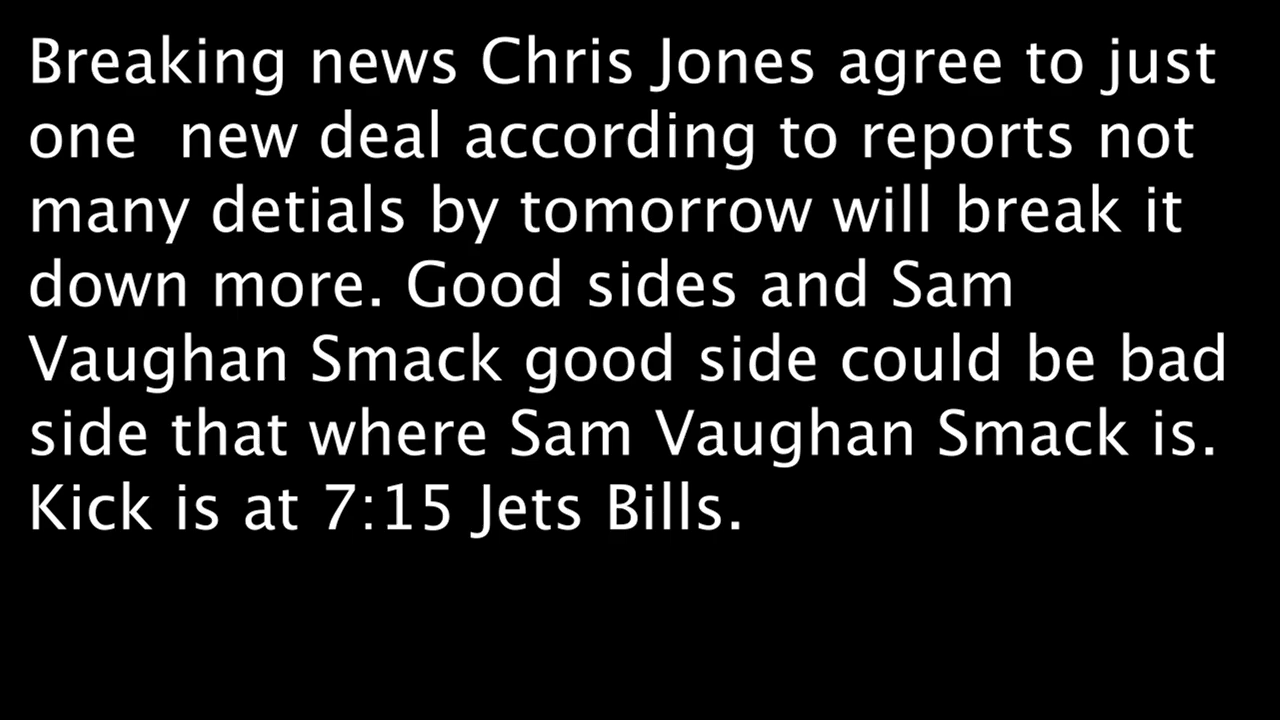 Breaking news Chris Jones agree to just
one  new deal according to reports not
many detials by tomorrow will break it
down more. Good sides and Sam
Vaughan Smack good side could be bad
side that where Sam Vaughan Smack is.
Kick is at 7:15 Jets Bills.